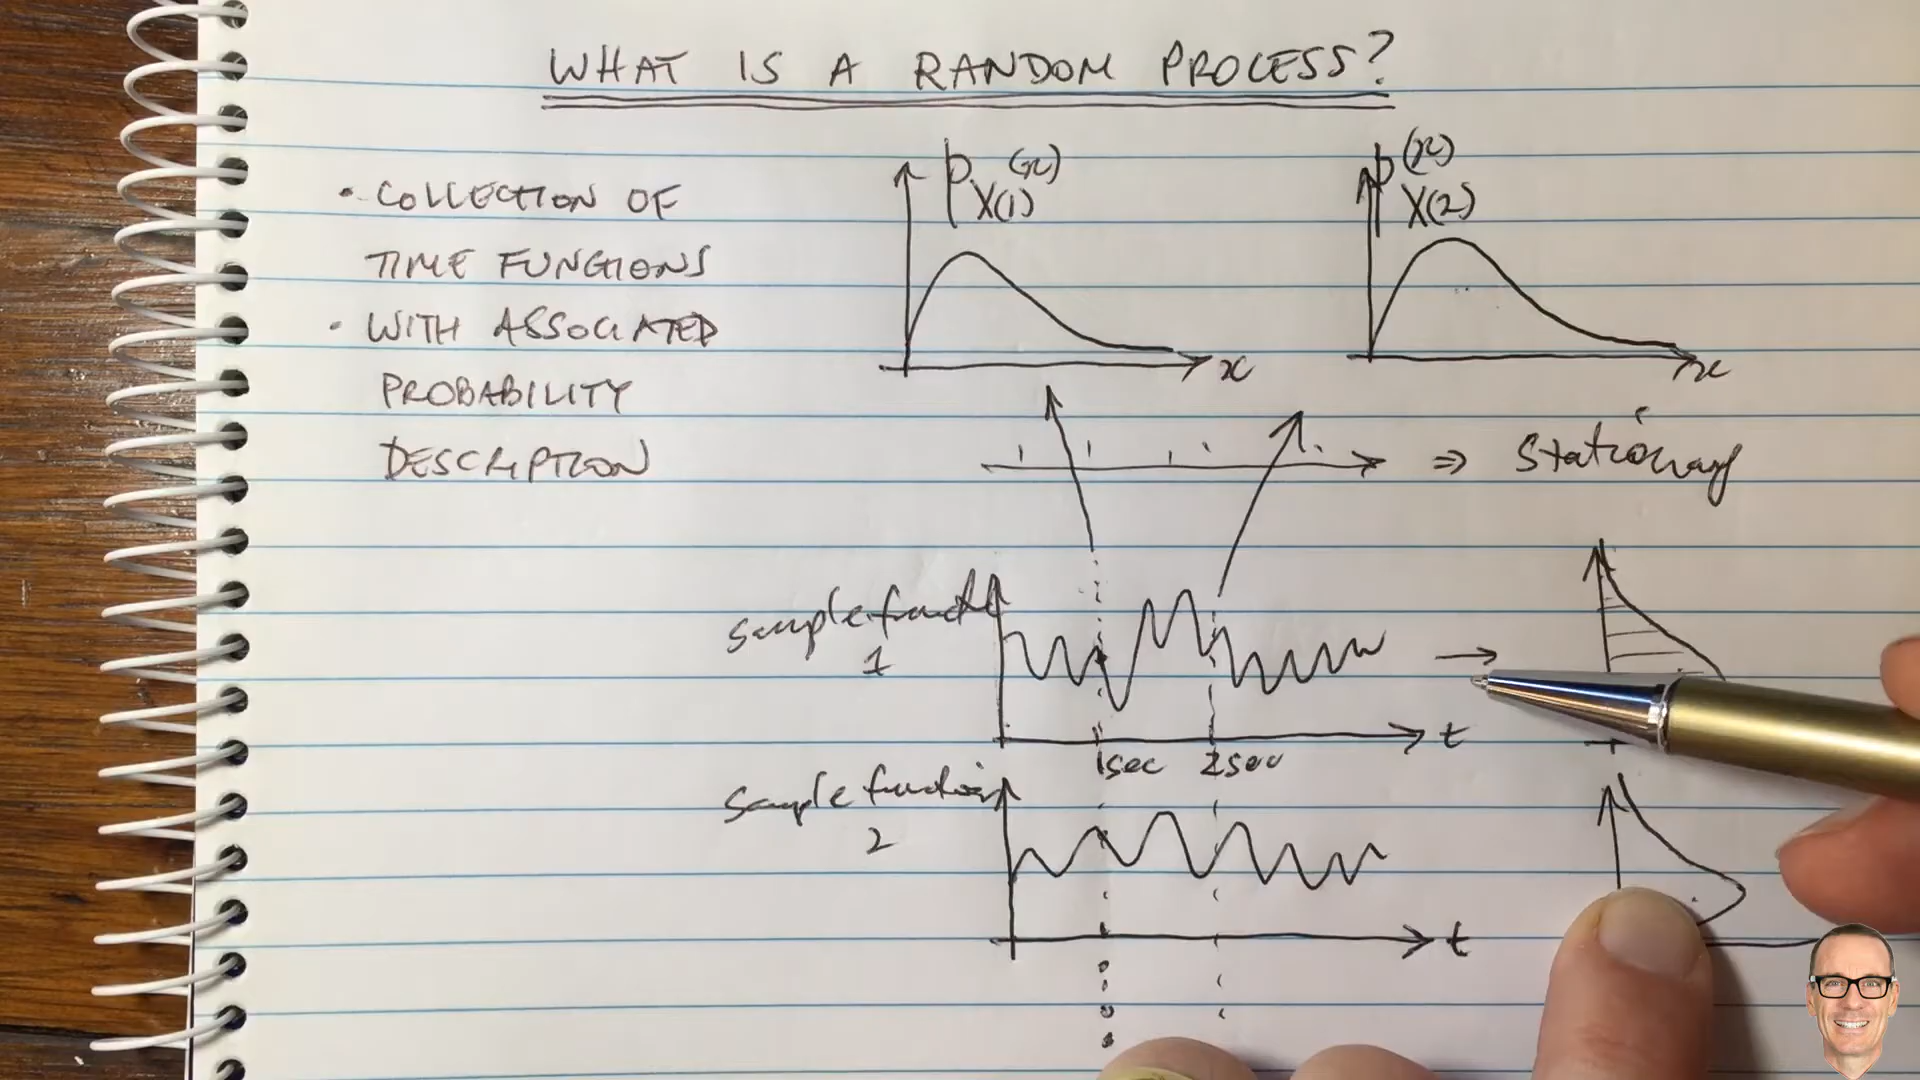 WHAT IS A RANDOM PROCESS?
• COLLECTION OF
TIME FUNCTIONS
• WITH ASSOCIATED
PROBABILITY
DESCRIPTION
p (x)
X(1)
x
p (x)
X(2)
x
⇒ Stationary
sample
1
t
1sec 2sec
sample function
2
t